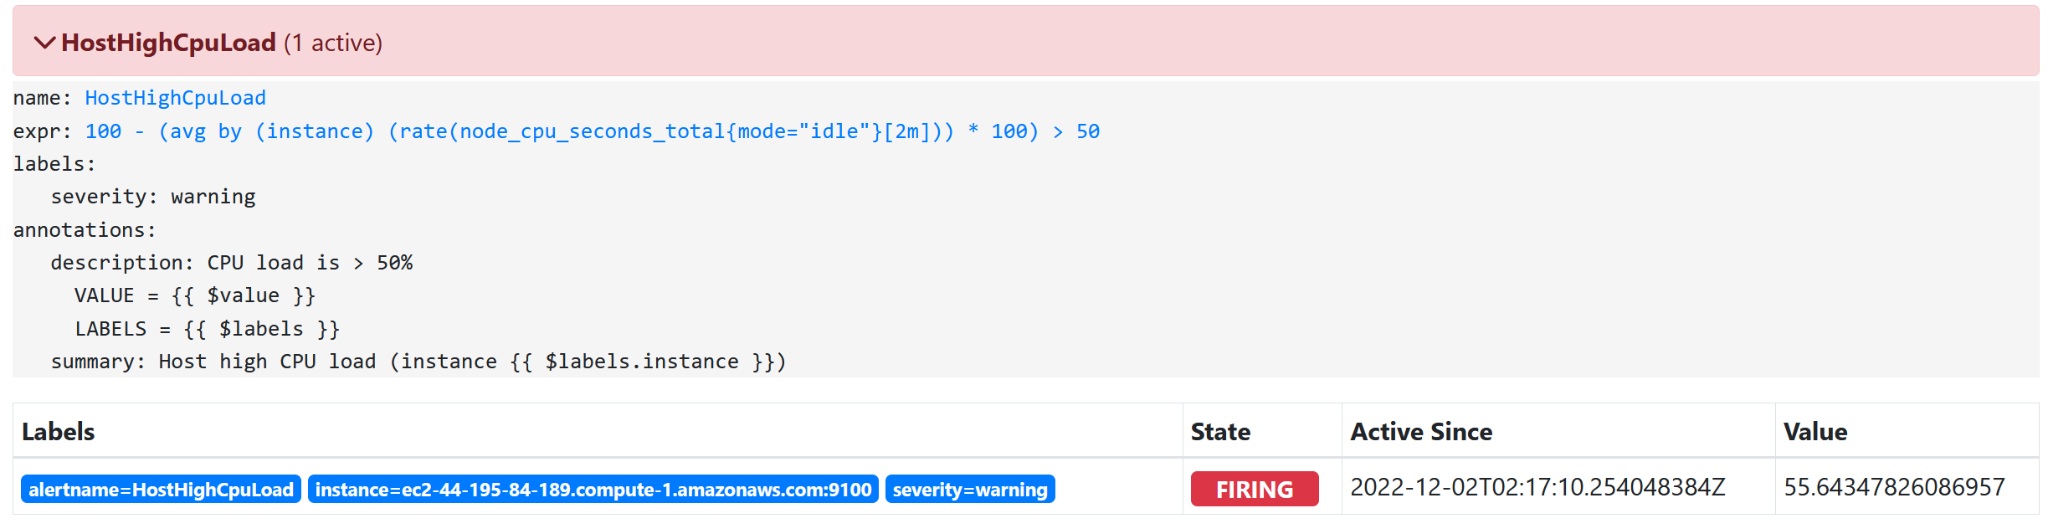 HostHighCpuLoad (1 active)
name: HostHighCpuLoad
expr: 100 - (avg by (instance) (rate(node_cpu_seconds_total{mode="idle"}[2m])) * 100) > 50
labels:
severity: warning
annotations:
description: CPU load is > 50%
VALUE = {{ $value }}
LABELS = {{ $labels }}
summary: Host high CPU load (instance {{ $labels.instance }})
Labels State Active Since Value
alertname=HostHighCpuLoad instance=ec2-44-195-84-189.compute-1.amazonaws.com:9100 severity=warning FIRING 2022-12-02T02:17:10.254048384Z 55.64347826086957